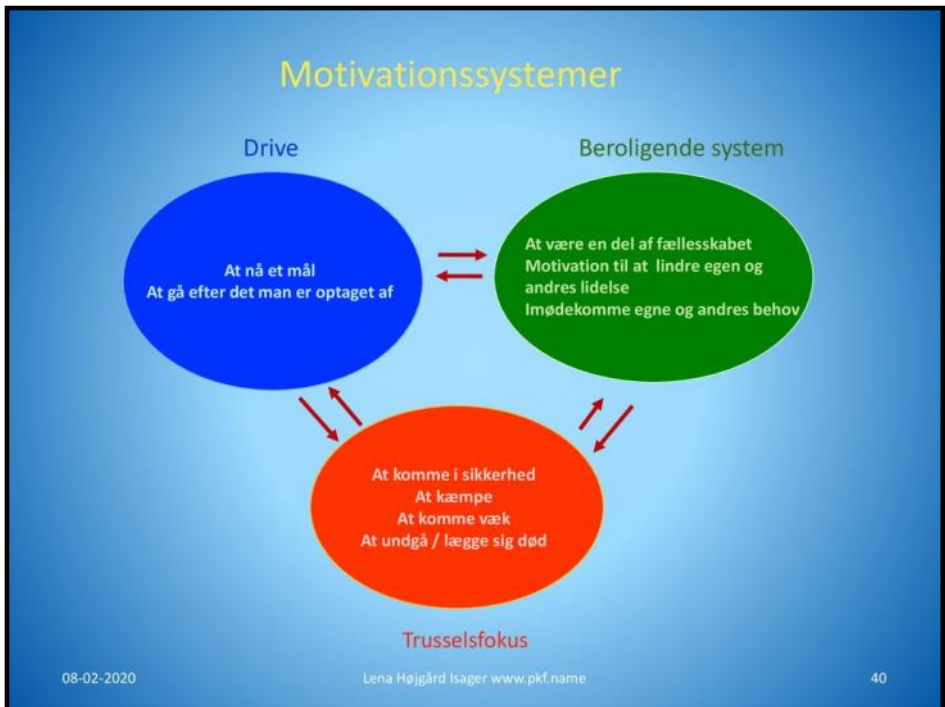 Motivationssystemer
Drive
Beroligende system
At nå et mål
At gå efter det man er optaget af
At være en del af fællesskabet
Motivation til at lindre egen og
andres lidelse
Imødekomme egne og andres behov
At komme i sikkerhed
At kæmpe
At komme væk
At undgå / lægge sig død
Trusselsfokus
08-02-2020
Lena Højgård Isager www.pkf.name
40